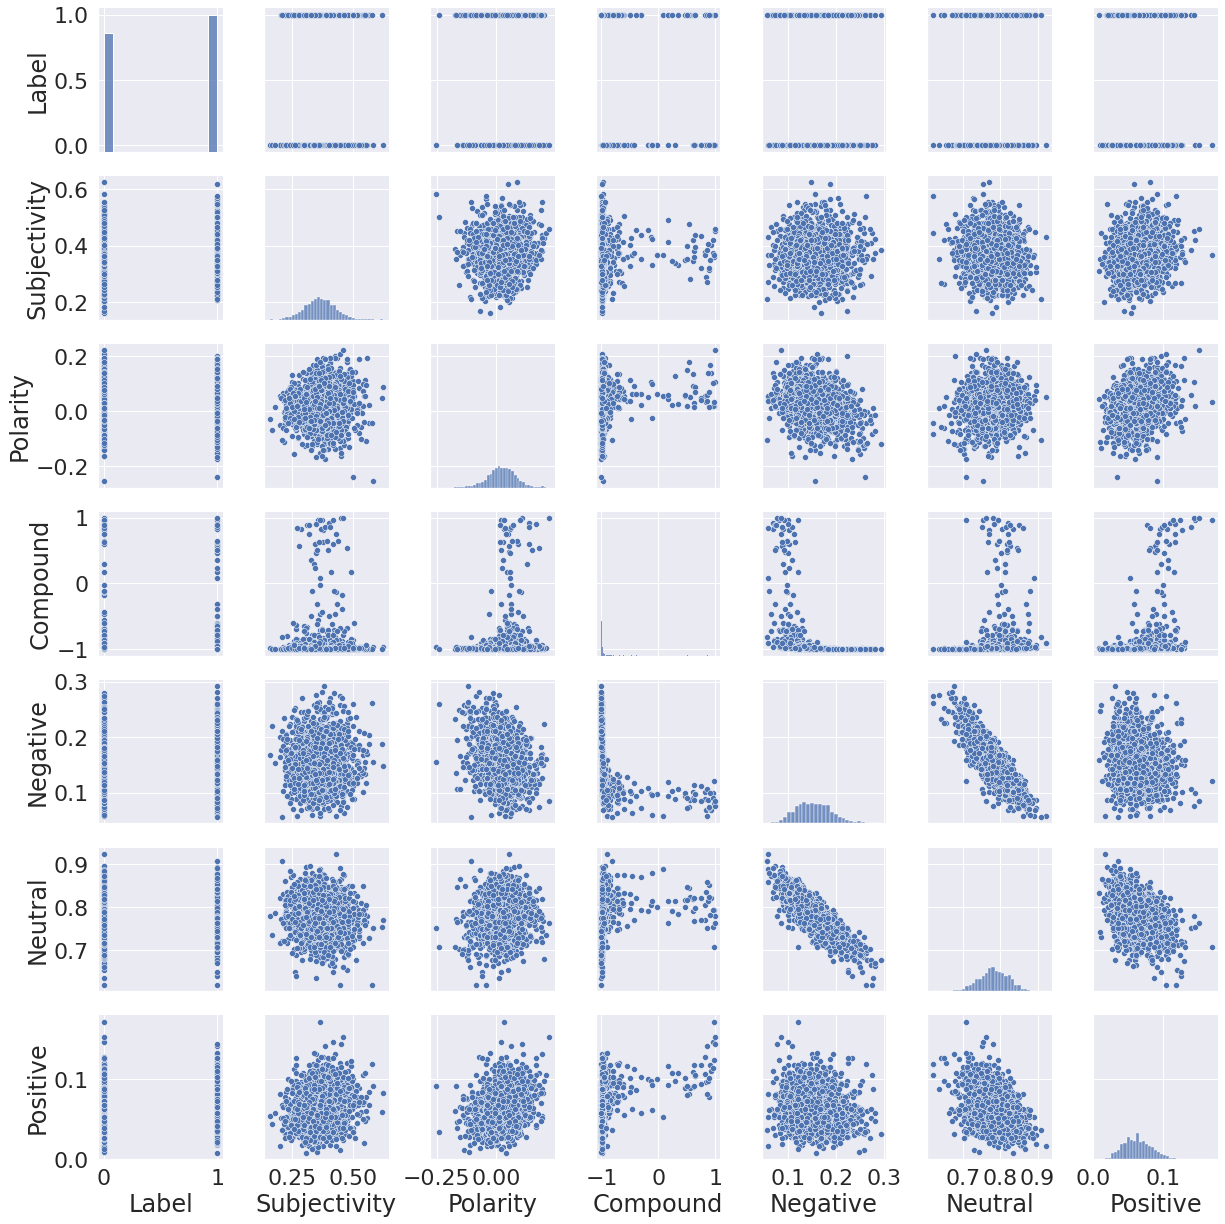 1.0
0.5
0.0
Label
0.6
0.4
0.2
Subjectivity
0.2
0.0
−0.2
Polarity
1
0
−1
Compound
0.3
0.2
0.1
Negative
0.9
0.8
0.7
Neutral
0.1
0.0
Positive
0 1 0.25 0.50 −0.25 0.00 −1 0 1 0.1 0.2 0.3 0.7 0.8 0.9 0.0 0.1
Label Subjectivity Polarity Compound Negative Neutral Positive